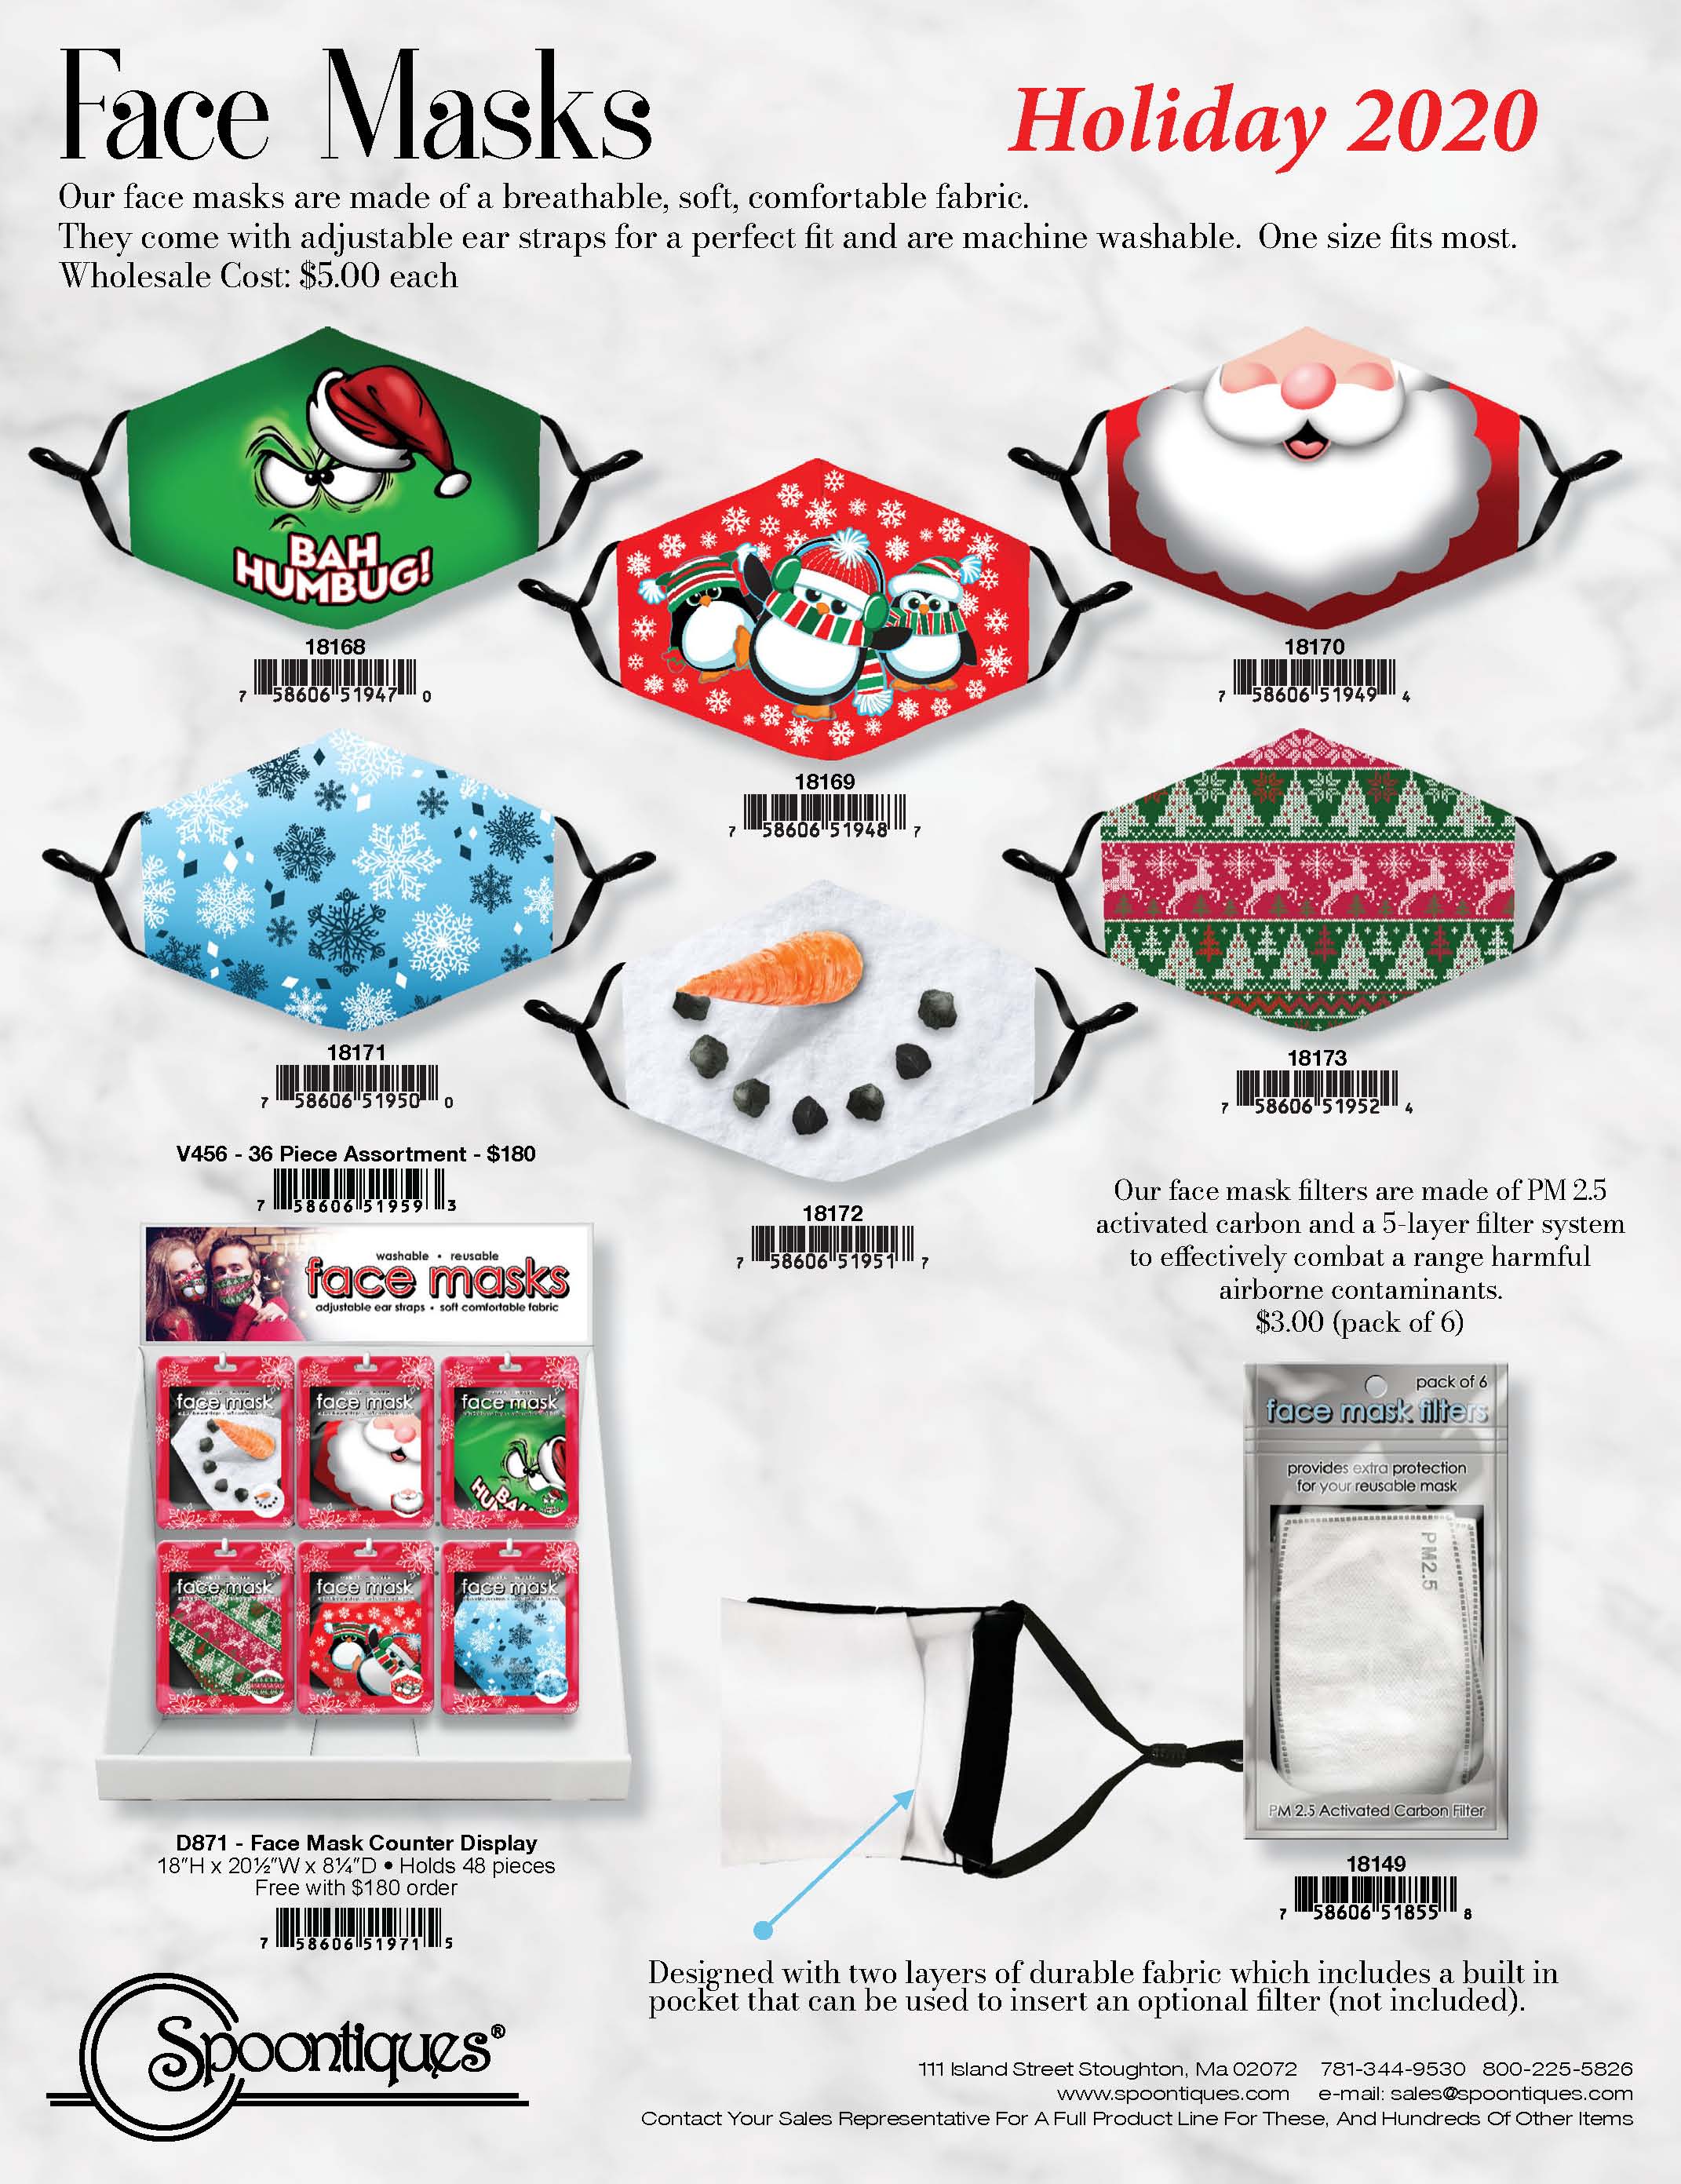 Face Masks
Holiday 2020
Our face masks are made of a breathable, soft, comfortable fabric.
They come with adjustable ear straps for a perfect fit and are machine washable. One size fits most.
Wholesale Cost: $5.00 each
BAH
HUMBUG!
18168
7 58606 51947 0
18169
7 58606 51948 7
18170
7 58606 51949 4
18171
7 58606 51950 0
18172
7 58606 51951 7
18173
7 58606 51952 4
V456 - 36 Piece Assortment - $180
7 58606 51959 3
washable • reusable
face masks
adjustable ear straps • soft comfortable fabric
face mask
face mask
face mask
BAH
HUM
face mask
face mask
face mask
D871 - Face Mask Counter Display
18"H x 20½"W x 8¼"D • Holds 48 pieces
Free with $180 order
7 58606 51971 5
Our face mask filters are made of PM 2.5
activated carbon and a 5-layer filter system
to effectively combat a range harmful
airborne contaminants.
$3.00 (pack of 6)
pack of 6
face mask filters
provides extra protection
for your reusable mask
PM2.5
PM 2.5 Activated Carbon Filter
18149
7 58606 51855 8
Designed with two layers of durable fabric which includes a built in
pocket that can be used to insert an optional filter (not included).
Spoontiques®
111 Island Street Stoughton, Ma 02072 781-344-9530 800-225-5826
www.spoontiques.com e-mail: sales@spoontiques.com
Contact Your Sales Representative For A Full Product Line For These, And Hundreds Of Other Items